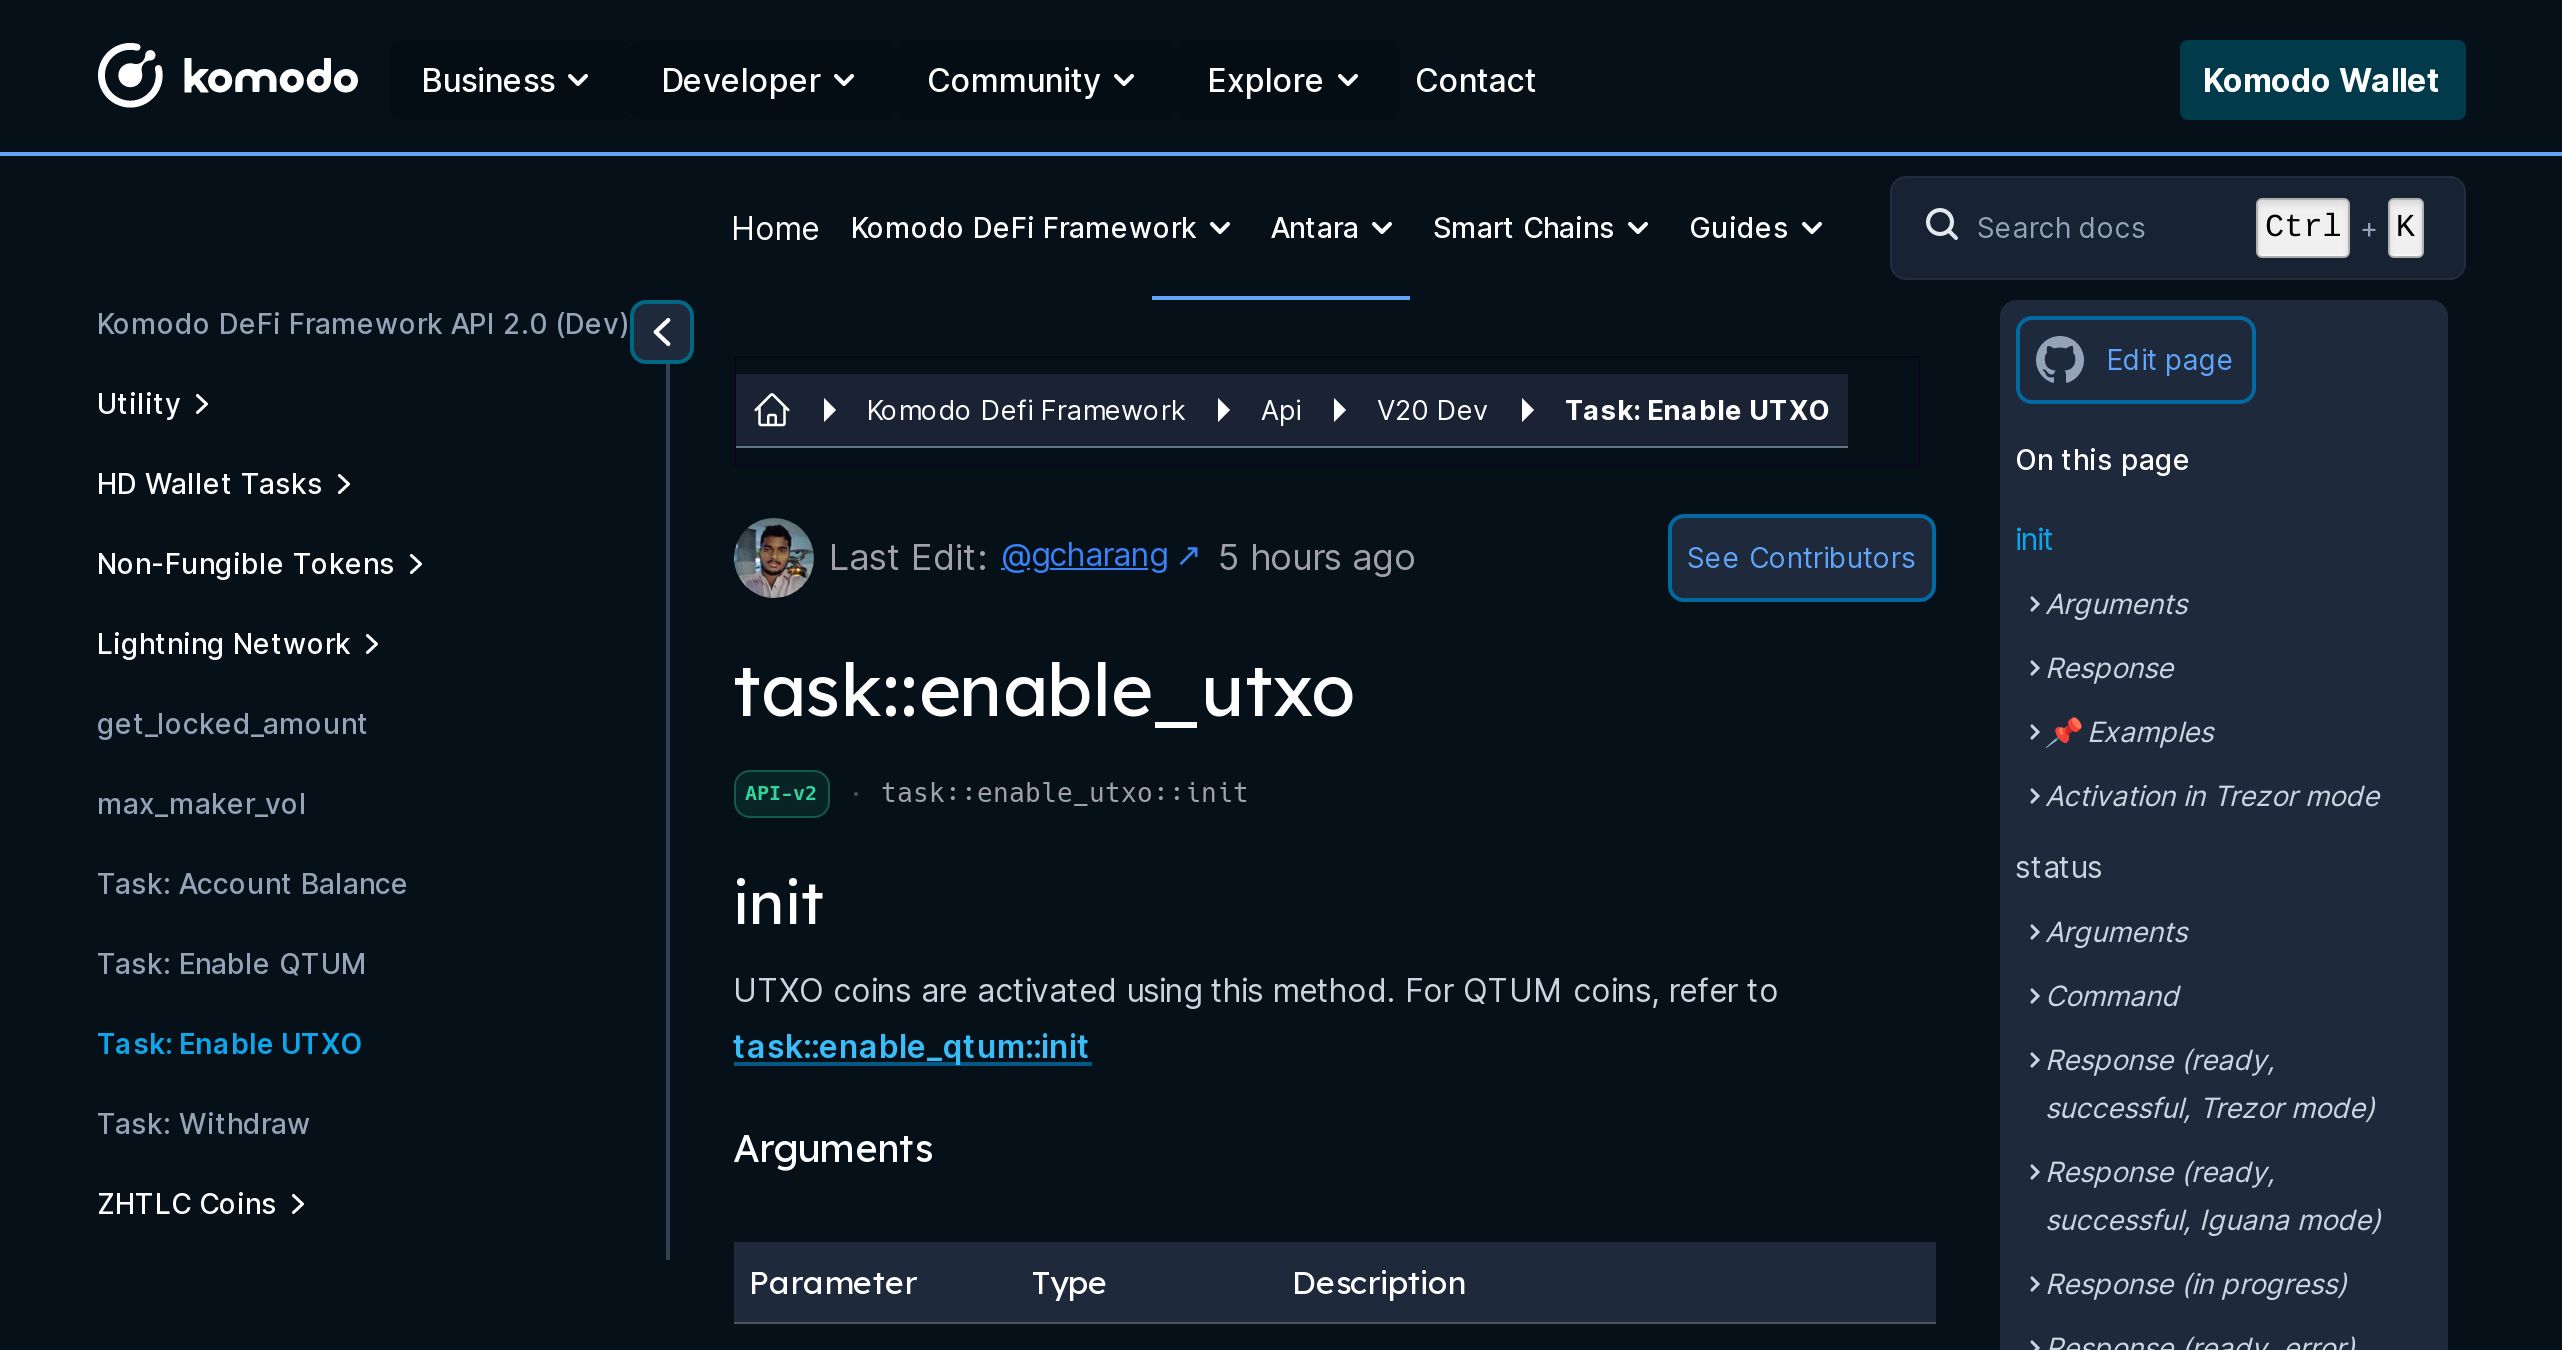 komodo
Business
Developer
Community
Explore
Contact
Komodo Wallet
Home
Komodo DeFi Framework
Antara
Smart Chains
Guides
Search docs
Ctrl + K
Komodo DeFi Framework API 2.0 (Dev)
Utility
HD Wallet Tasks
Non-Fungible Tokens
Lightning Network
get_locked_amount
max_maker_vol
Task: Account Balance
Task: Enable QTUM
Task: Enable UTXO
Task: Withdraw
ZHTLC Coins
Komodo Defi Framework
Api
V20 Dev
Task: Enable UTXO
Last Edit: @gcharang ↗ 5 hours ago
See Contributors
task::enable_utxo
API-v2 · task::enable_utxo::init
init
UTXO coins are activated using this method. For QTUM coins, refer to
task::enable_qtum::init
Arguments
Parameter Type Description
Edit page
On this page
init
Arguments
Response
📌 Examples
Activation in Trezor mode
status
Arguments
Command
Response (ready,
successful, Trezor mode)
Response (ready,
successful, Iguana mode)
Response (in progress)
Response (ready, error)